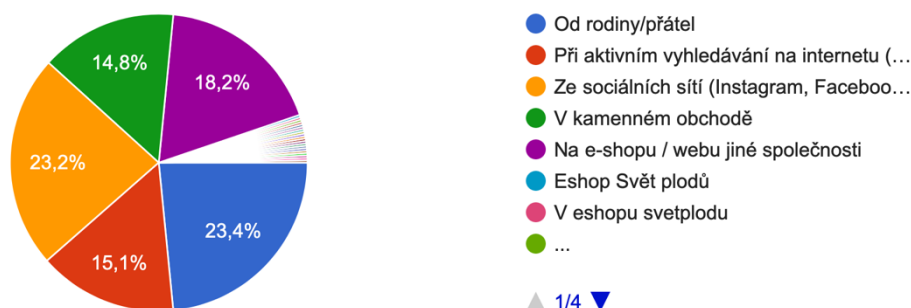 14,8%
18,2%
23,2%
23,4%
15,1%
Od rodiny/přátel
Při aktivním vyhledávání na internetu (…
Ze sociálních sítí (Instagram, Faceboo…
V kamenném obchodě
Na e-shopu / webu jiné společnosti
Eshop Svět plodů
V eshopu svetplodu
...
1/4